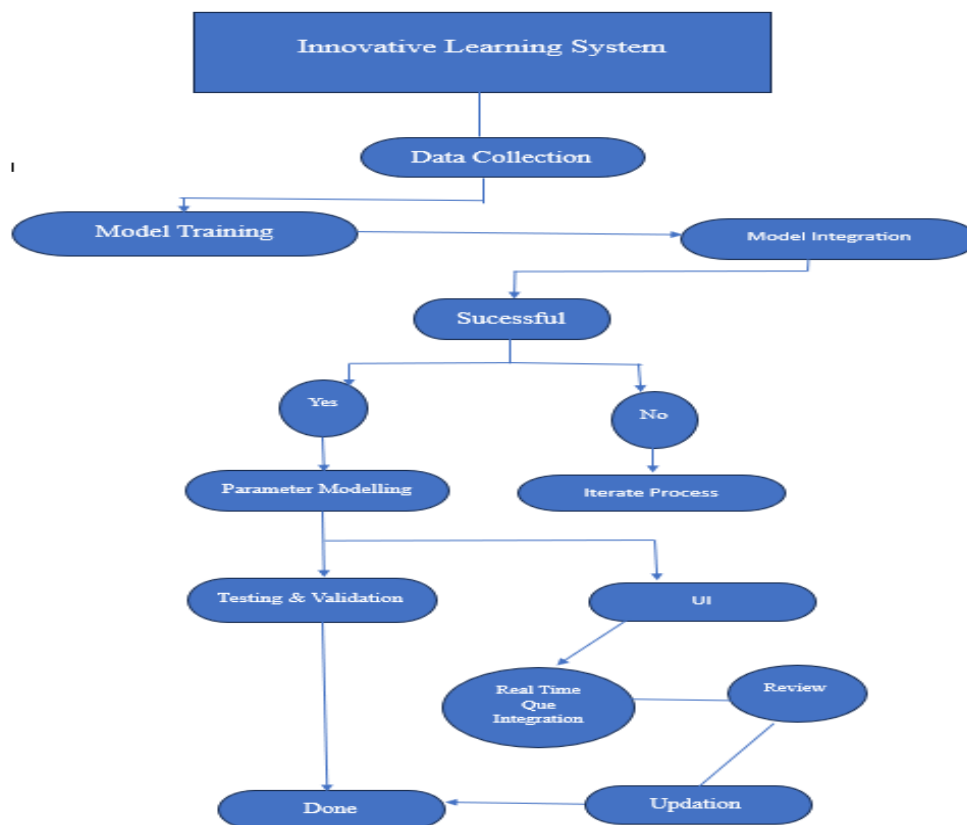 Innovative Learning System
Data Collection
Model Training
Model Integration
Sucessful
Yes
No
Parameter Modelling
Iterate Process
Testing & Validation
UI
Real Time
Que
Integration
Review
Done
Updation